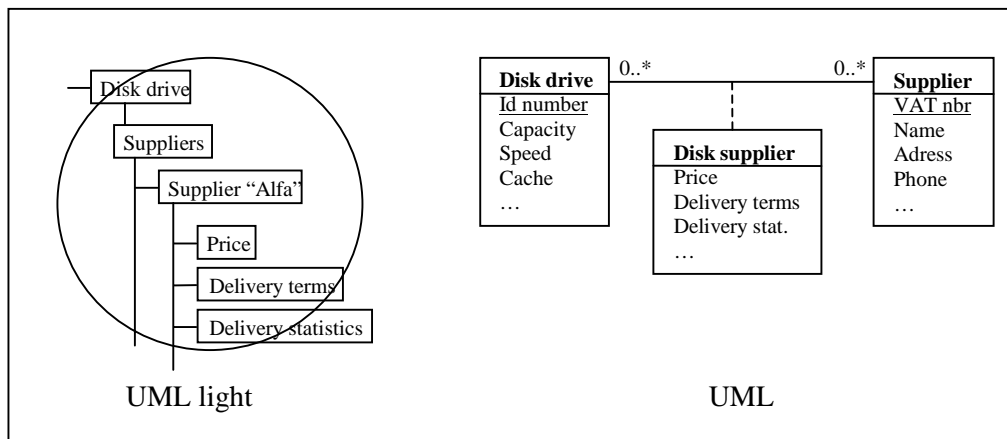 Disk drive
Suppliers
Supplier “Alfa”
Price
Delivery terms
Delivery statistics
UML light
0..*
0..*
Disk drive
Id number
Capacity
Speed
Cache
…
Disk supplier
Price
Delivery terms
Delivery stat.
…
Supplier
VAT nbr
Name
Adress
Phone
…
UML